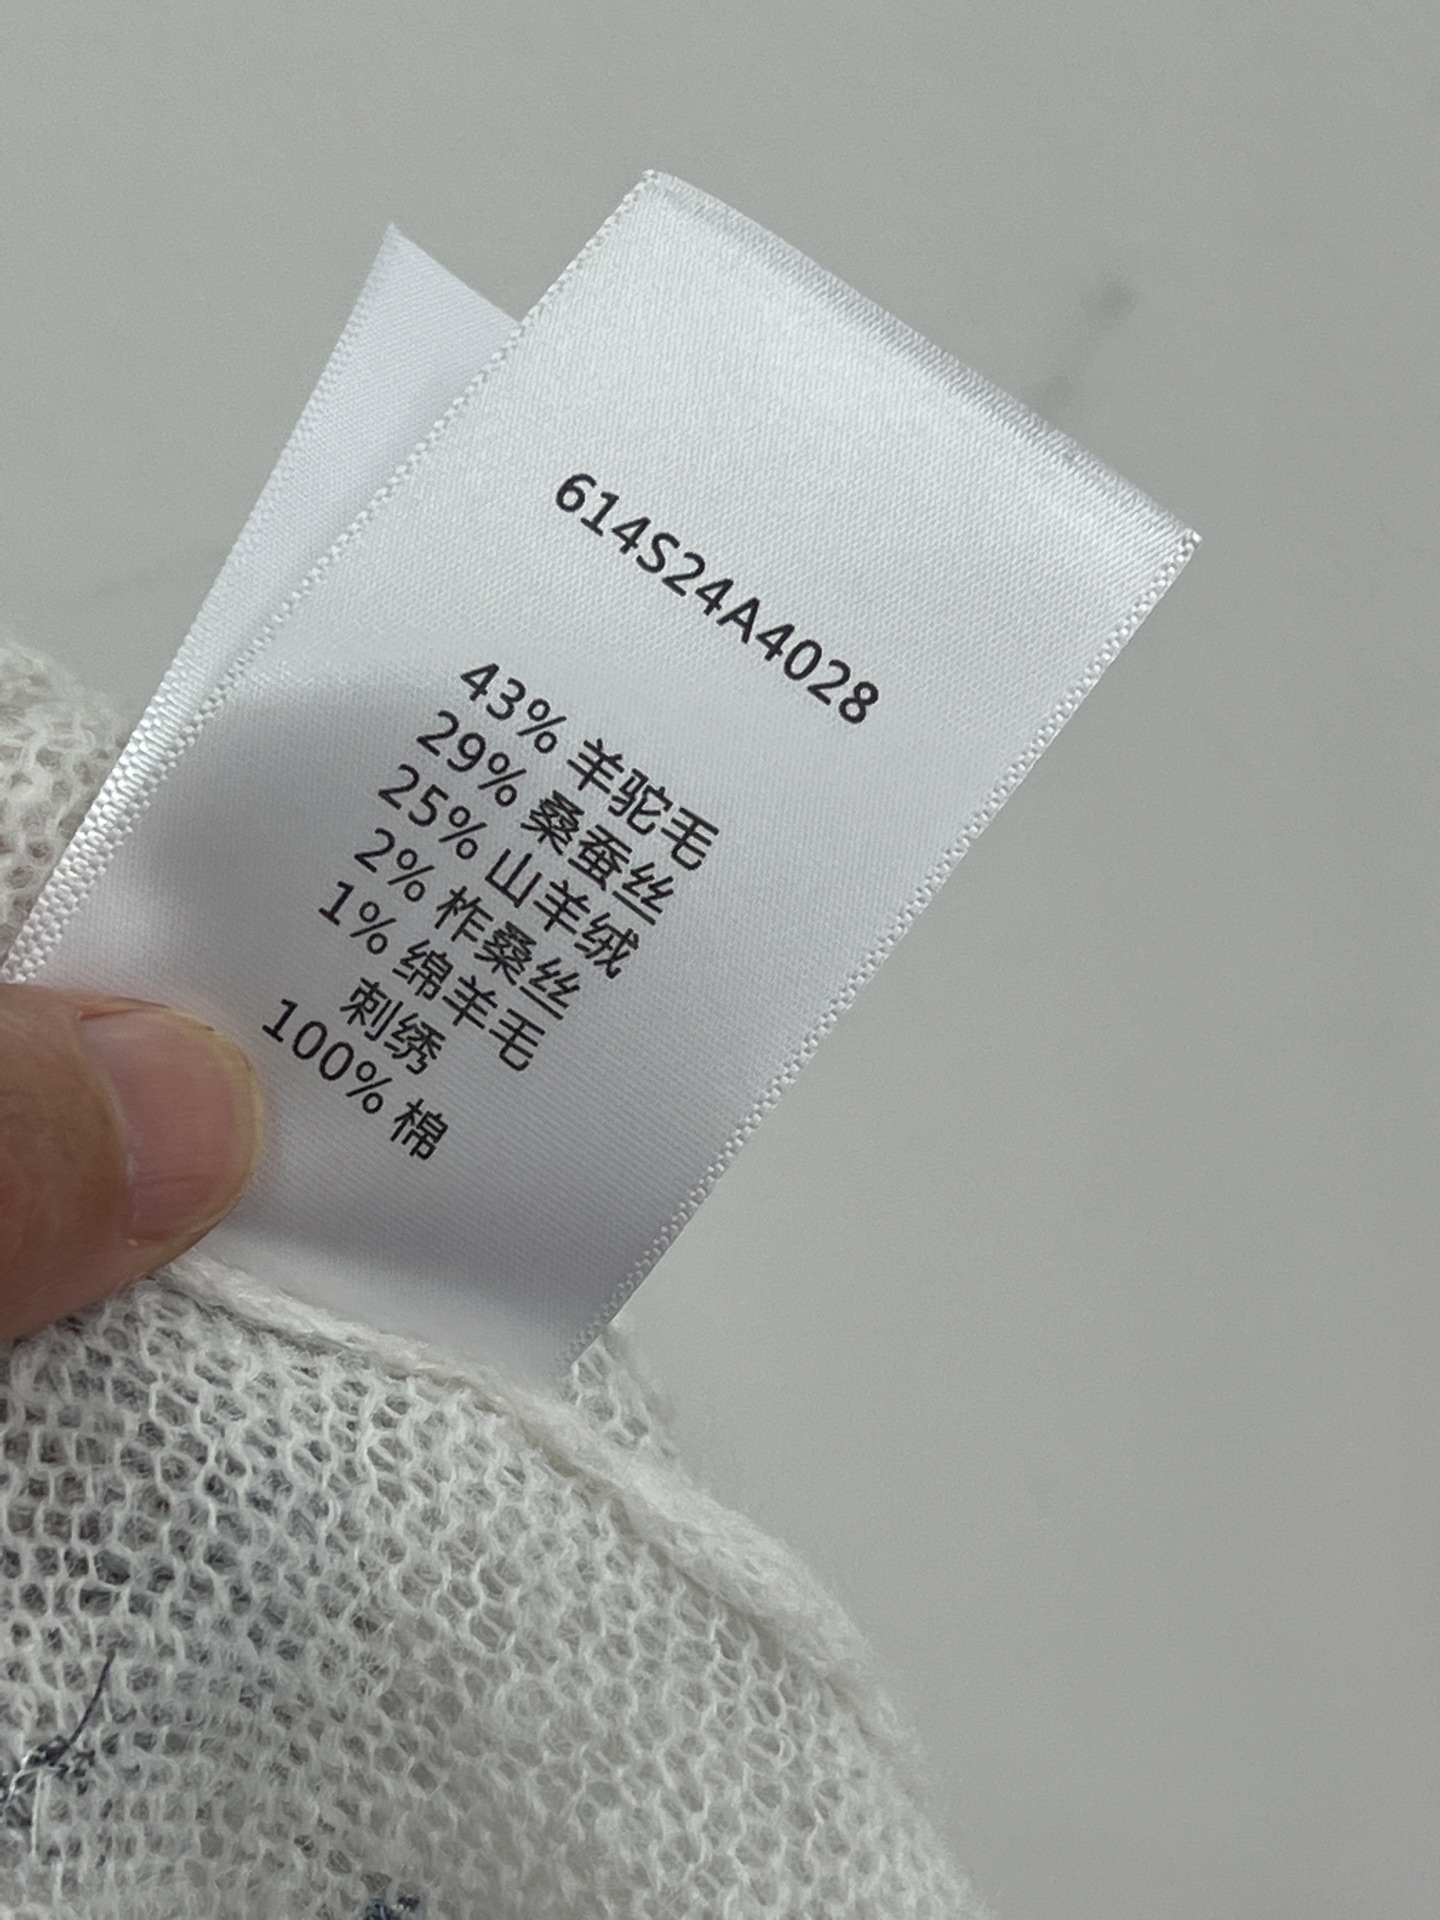 614S24A4028
43% 羊驼毛
29% 桑蚕丝
25% 山羊绒
2% 柞桑丝
1% 绵羊毛
刺绣
100% 棉